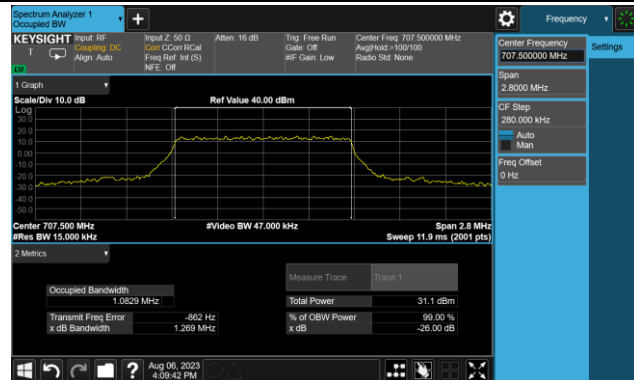 Spectrum Analyzer 1
Occupied BW
+
Frequency
KEYSIGHT
Input: RF
Coupling: DC
Align: Auto
Input Z: 50 Ω
Corr CCorr RCal
Freq Ref: Int (S)
NFE: Off
Atten: 16 dB
Trig: Free Run
Gate: Off
#IF Gain: Low
Center Freq: 707.500000 MHz
Avg|Hold:>100/100
Radio Std: None
Center Frequency
707.500000 MHz
Settings
Span
2.8000 MHz
CF Step
280.000 kHz
Auto
Man
Freq Offset
0 Hz
1 Graph
Scale/Div 10.0 dB
Ref Value 40.00 dBm
Log
30.0
20.0
10.0
0.00
-10.0
-20.0
-30.0
-40.0
-50.0
Center 707.500 MHz
#Video BW 47.000 kHz
Span 2.8 MHz
#Res BW 15.000 kHz
Sweep 11.9 ms (2001 pts)
2 Metrics
Measure Trace
Trace 1
Occupied Bandwidth
1.0829 MHz
Total Power
31.1 dBm
Transmit Freq Error
-862 Hz
% of OBW Power
99.00 %
x dB Bandwidth
1.269 MHz
x dB
-26.00 dB
?
Aug 06, 2023
4:09:42 PM